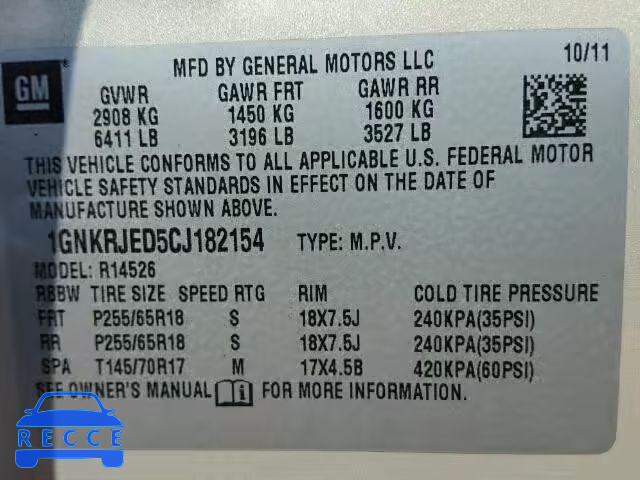 MFD BY GENERAL MOTORS LLC 10/11
GM ®
GVWR GAWR FRT GAWR RR
2908 KG 1450 KG 1600 KG
6411 LB 3196 LB 3527 LB
THIS VEHICLE CONFORMS TO ALL APPLICABLE U.S. FEDERAL MOTOR
VEHICLE SAFETY STANDARDS IN EFFECT ON THE DATE OF
MANUFACTURE SHOWN ABOVE.
1GNKRJED5CJ182154 TYPE: M.P.V.
MODEL: R14526
RBBW TIRE SIZE SPEED RTG RIM COLD TIRE PRESSURE
FRT P255/65R18 S 18X7.5J 240KPA(35PSI)
RR P255/65R18 S 18X7.5J 240KPA(35PSI)
SPA T145/70R17 M 17X4.5B 420KPA(60PSI)
SEE OWNER'S MANUAL FOR MORE INFORMATION.
RECCE